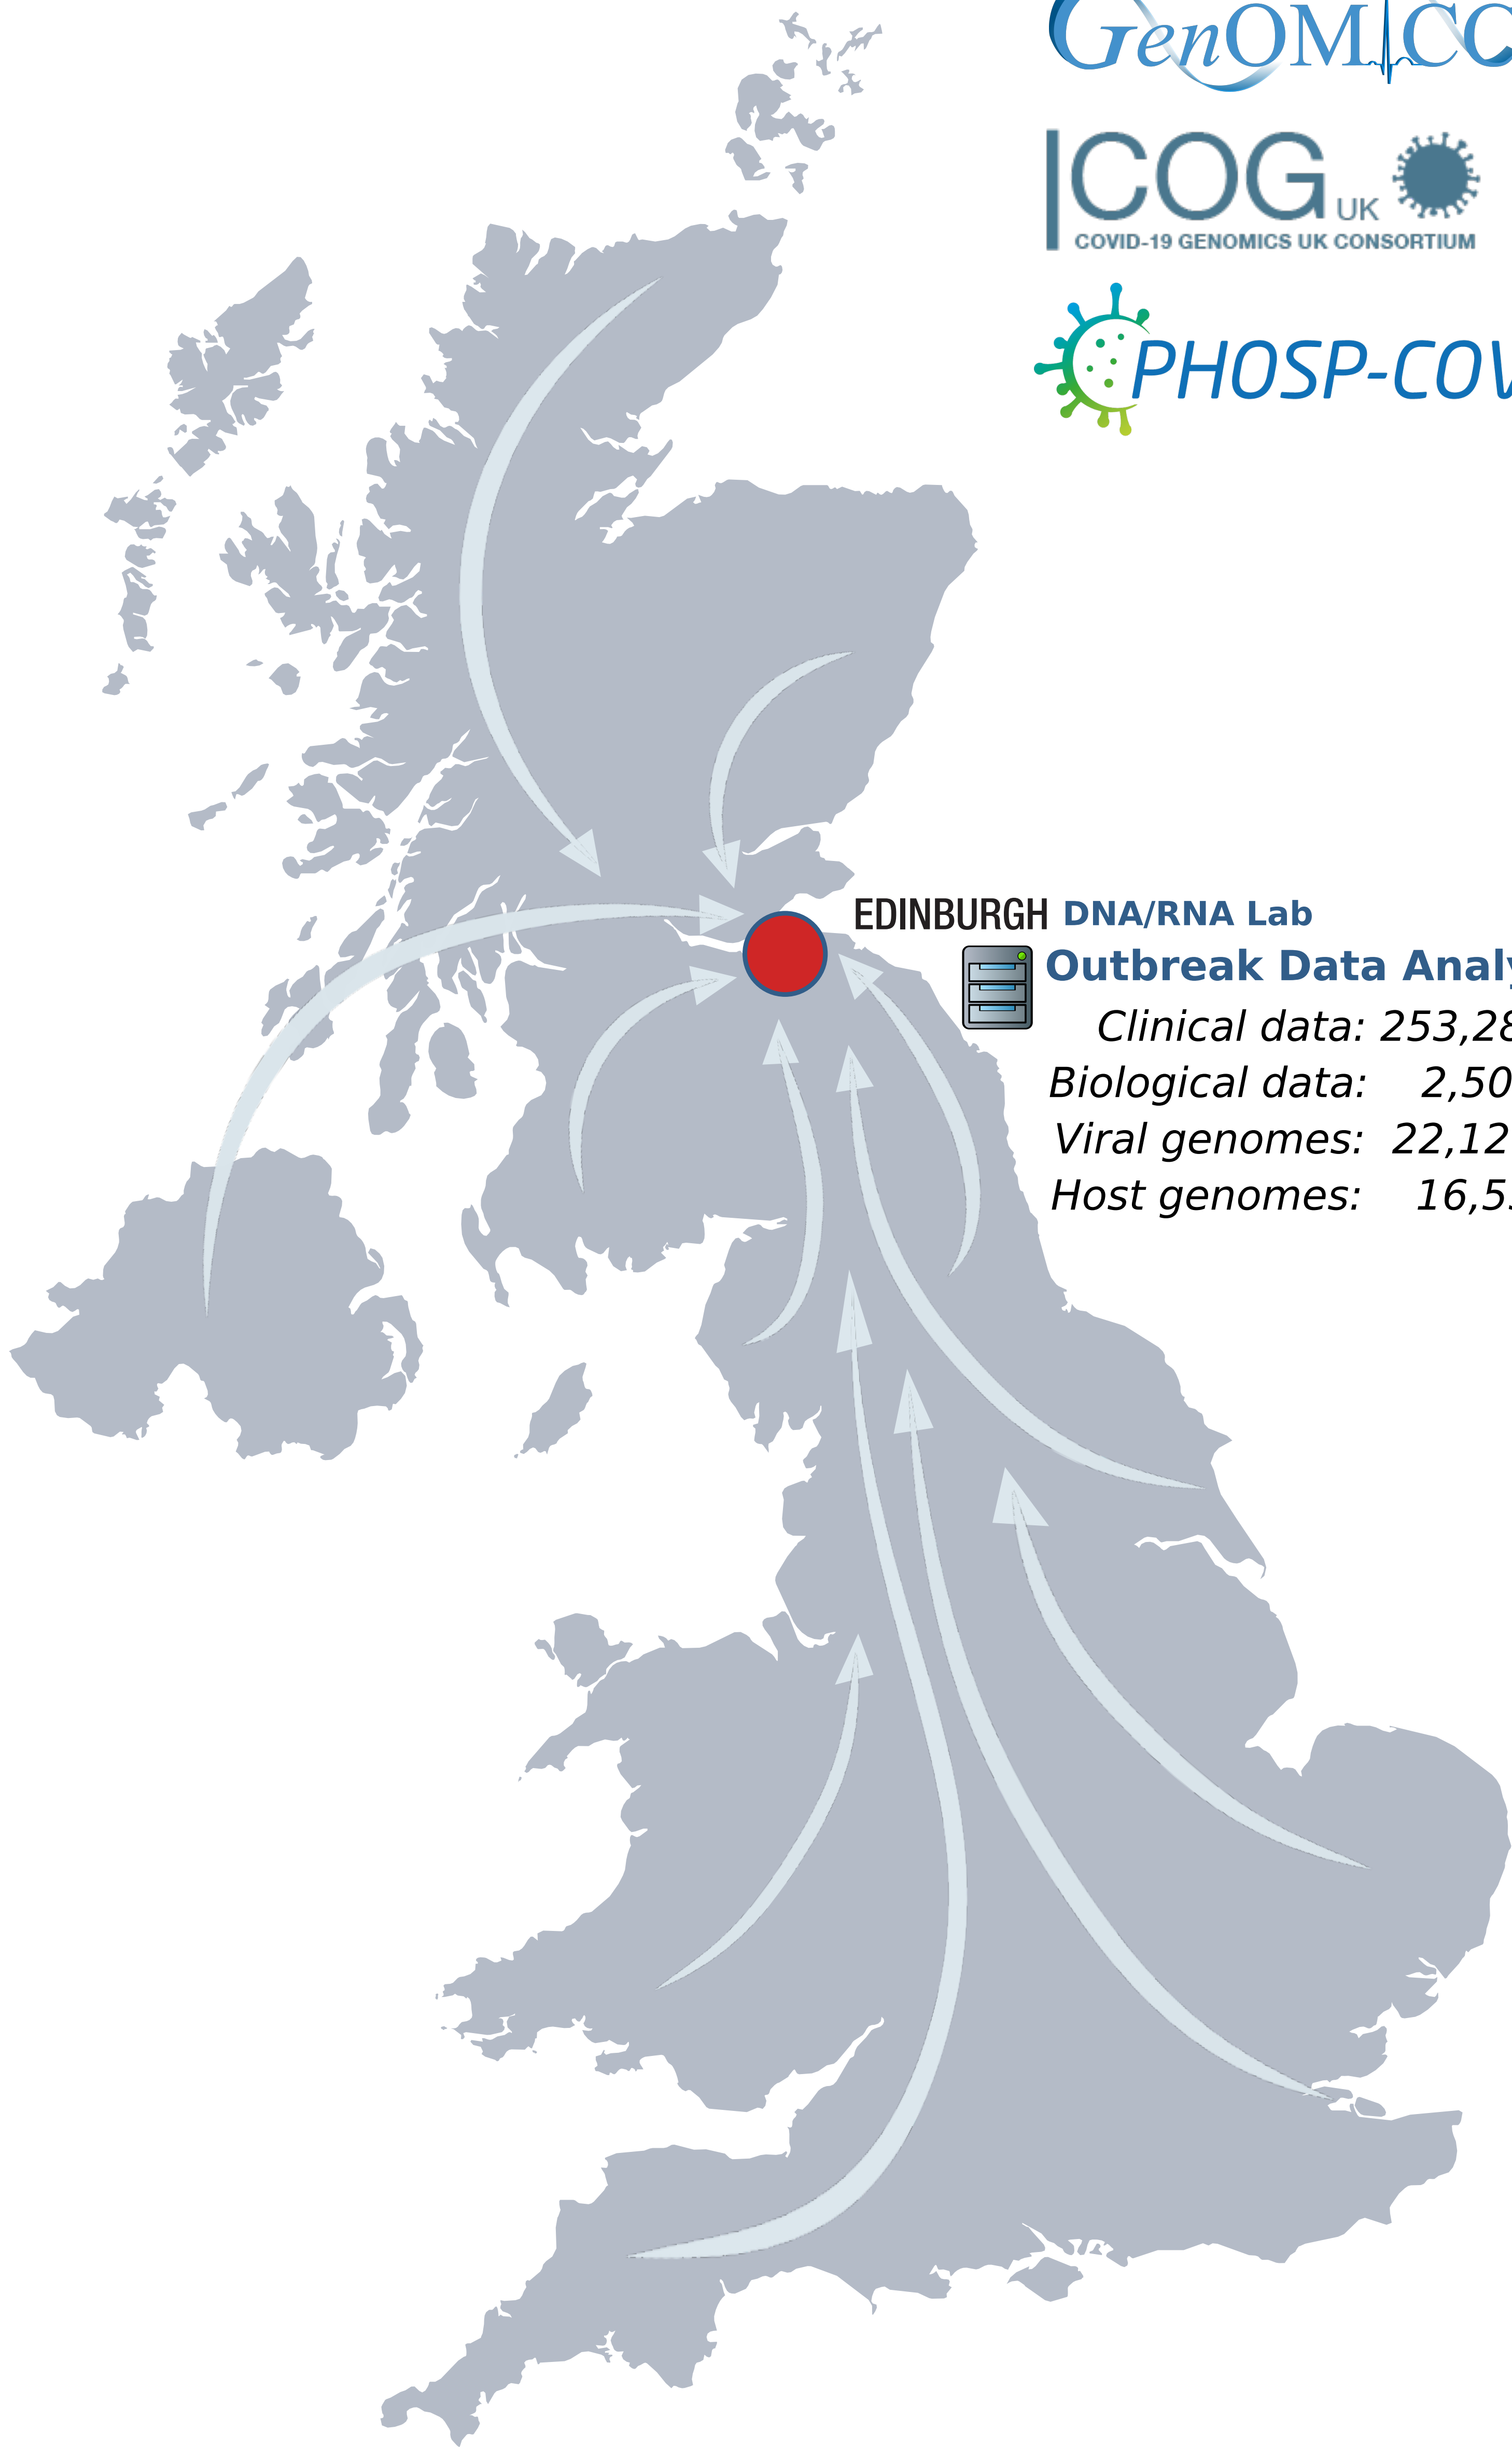 GenOMICC
COG UK
COVID-19 GENOMICS UK CONSORTIUM
PHOSP-COV
EDINBURGH DNA/RNA Lab
Outbreak Data Analy
Clinical data: 253,28
Biological data: 2,50
Viral genomes: 22,12
Host genomes: 16,5